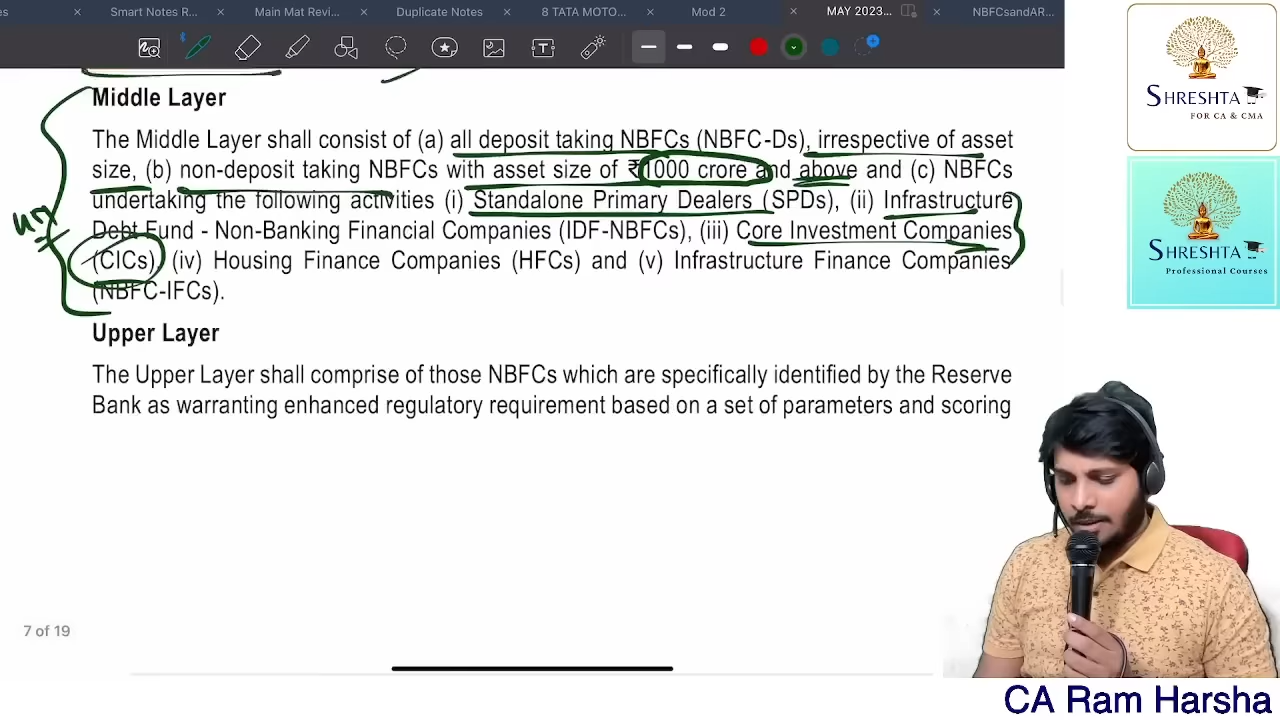 es
Smart Notes R...
Main Mat Revi...
Duplicate Notes
8 TATA MOTO...
Mod 2
MAY 2023...
NBFCsandAR...
Middle Layer
The Middle Layer shall consist of (a) all deposit taking NBFCs (NBFC-Ds), irrespective of asset
size, (b) non-deposit taking NBFCs with asset size of ₹1000 crore and above and (c) NBFCs
undertaking the following activities (i) Standalone Primary Dealers (SPDs), (ii) Infrastructure
Debt Fund - Non-Banking Financial Companies (IDF-NBFCs), (iii) Core Investment Companies
(CICs) (iv) Housing Finance Companies (HFCs) and (v) Infrastructure Finance Companies
(NBFC-IFCs).
Upper Layer
The Upper Layer shall comprise of those NBFCs which are specifically identified by the Reserve
Bank as warranting enhanced regulatory requirement based on a set of parameters and scoring
7 of 19
SHRESHTA
FOR CA & CMA
SHRESHTA
Professional Courses
CA Ram Harsha